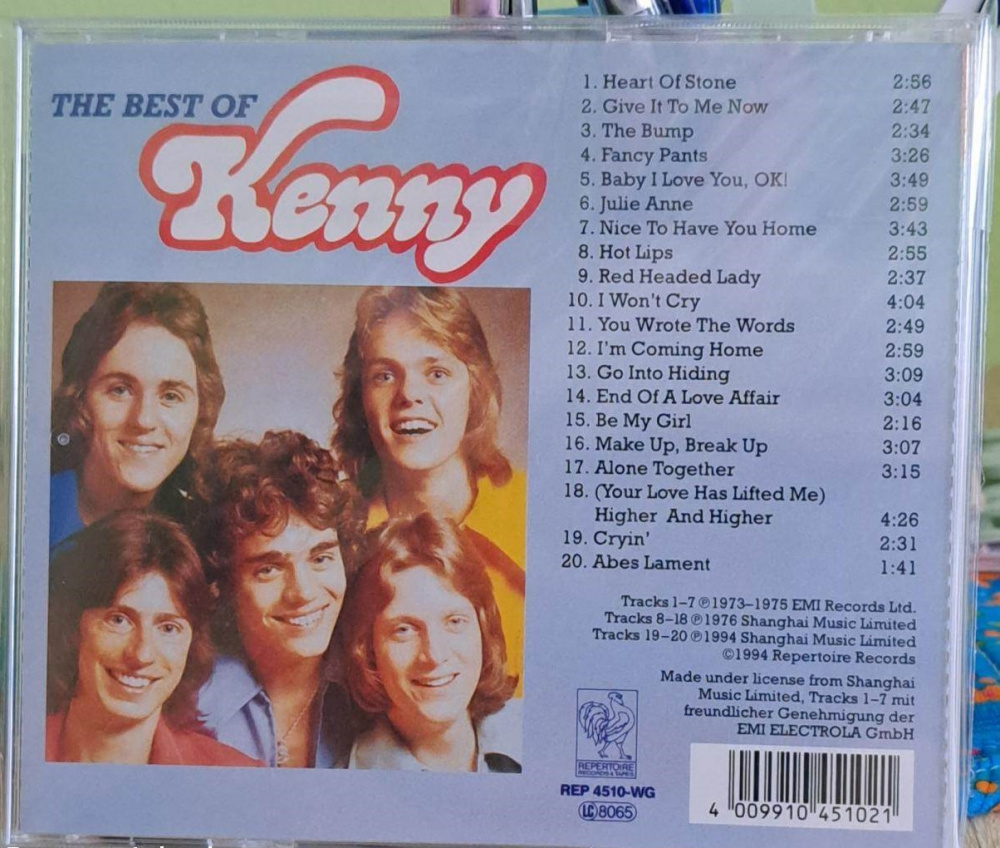 THE BEST OF
Kenny
1. Heart Of Stone 2:56
2. Give It To Me Now 2:47
3. The Bump 2:34
4. Fancy Pants 3:26
5. Baby I Love You, OK! 3:49
6. Julie Anne 2:59
7. Nice To Have You Home 3:43
8. Hot Lips 2:55
9. Red Headed Lady 2:37
10. I Won't Cry 4:04
11. You Wrote The Words 2:49
12. I'm Coming Home 2:59
13. Go Into Hiding 3:09
14. End Of A Love Affair 3:04
15. Be My Girl 2:16
16. Make Up, Break Up 3:07
17. Alone Together 3:15
18. (Your Love Has Lifted Me)
Higher And Higher 4:26
19. Cryin' 2:31
20. Abes Lament 1:41
Tracks 1–7 ℗1973–1975 EMI Records Ltd.
Tracks 8–18 ℗1976 Shanghai Music Limited
Tracks 19–20 ℗1994 Shanghai Music Limited
©1994 Repertoire Records
Made under license from Shanghai
Music Limited, Tracks 1–7 mit
freundlicher Genehmigung der
EMI ELECTROLA GmbH
REPERTOIRE
RECORDS & TAPES
REP 4510-WG
LC 8065
4 009910 451021